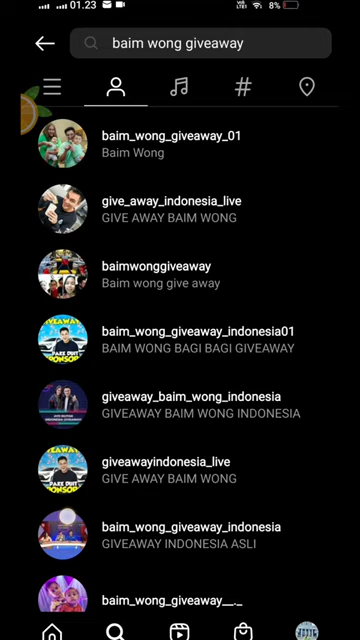 01.23
8%
baim wong giveaway
baim_wong_giveaway_01
Baim Wong
give_away_indonesia_live
GIVE AWAY BAIM WONG
baimwonggiveaway
Baim wong give away
baim_wong_giveaway_indonesia01
BAIM WONG BAGI BAGI GIVEAWAY
giveaway_baim_wong_indonesia
GIVEAWAY BAIM WONG INDONESIA
giveawayindonesia_live
GIVE AWAY BAIM WONG
baim_wong_giveaway_indonesia
GIVEAWAY INDONESIA ASLI
baim_wong_giveaway__._